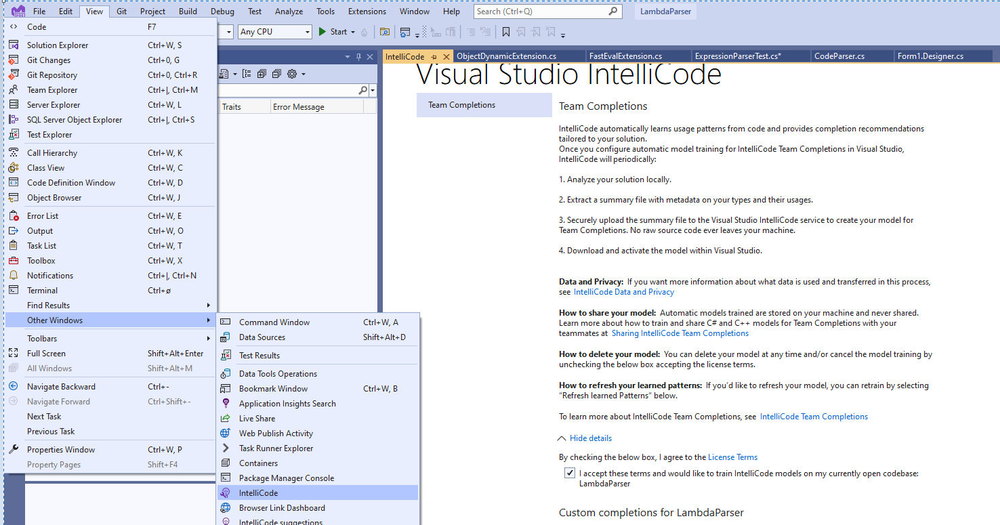 File Edit View Git Project Build Debug Test Analyze Tools Extensions Window Help Search (Ctrl+Q) LambdaParser
PRE
Any CPU Start
Code F7
Solution Explorer Ctrl+W, S
Git Changes Ctrl+0, G
Git Repository Ctrl+0, Ctrl+R
Team Explorer Ctrl+|, Ctrl+M
Server Explorer Ctrl+W, L
SQL Server Object Explorer Ctrl+|, Ctrl+S
Test Explorer
Call Hierarchy Ctrl+W, K
Class View Ctrl+W, C
Code Definition Window Ctrl+W, D
Object Browser Ctrl+W, J
Error List Ctrl+W, E
Output Ctrl+W, O
Task List Ctrl+W, T
Toolbox Ctrl+W, X
Notifications Ctrl+|, Ctrl+N
Terminal Ctrl+ø
Find Results
Other Windows
Toolbars
Full Screen Shift+Alt+Enter
All Windows Shift+Alt+M
Navigate Backward Ctrl+-
Navigate Forward Ctrl+Shift+-
Next Task
Previous Task
Properties Window Ctrl+W, P
Property Pages Shift+F4
Command Window Ctrl+W, A
Data Sources Shift+Alt+D
Test Results
Data Tools Operations
Bookmark Window Ctrl+W, B
Application Insights Search
Live Share
Web Publish Activity
Task Runner Explorer
Containers
Package Manager Console
IntelliCode
Browser Link Dashboard
IntelliCode suggestions
Traits Error Message
IntelliCode ObjectDynamicExtension.cs FastEvalExtension.cs ExpressionParserTest.cs* CodeParser.cs Form1.Designer.cs
Visual Studio IntelliCode
Team Completions
Team Completions
IntelliCode automatically learns usage patterns from code and provides completion recommendations
tailored to your solution.
Once you configure automatic model training for IntelliCode Team Completions in Visual Studio,
IntelliCode will periodically:
1. Analyze your solution locally.
2. Extract a summary file with metadata on your types and their usages.
3. Securely upload the summary file to the Visual Studio IntelliCode service to create your model for
Team Completions. No raw source code ever leaves your machine.
4. Download and activate the model within Visual Studio.
Data and Privacy: If you want more information about what data is used and transferred in this process,
see IntelliCode Data and Privacy
How to share your model: Automatic models trained are stored on your machine and never shared.
Learn more about how to train and share C# and C++ models for Team Completions with your
teammates at Sharing IntelliCode Team Completions
How to delete your model: You can delete your model at any time and/or cancel the model training by
unchecking the below box accepting the license terms.
How to refresh your learned patterns: If you'd like to refresh your model, you can retrain by selecting
"Refresh learned Patterns" below.
To learn more about IntelliCode Team Completions, see IntelliCode Team Completions
Hide details
By checking the below box, I agree to the License Terms
I accept these terms and would like to train IntelliCode models on my currently open codebase:
LambdaParser
Custom completions for LambdaParser